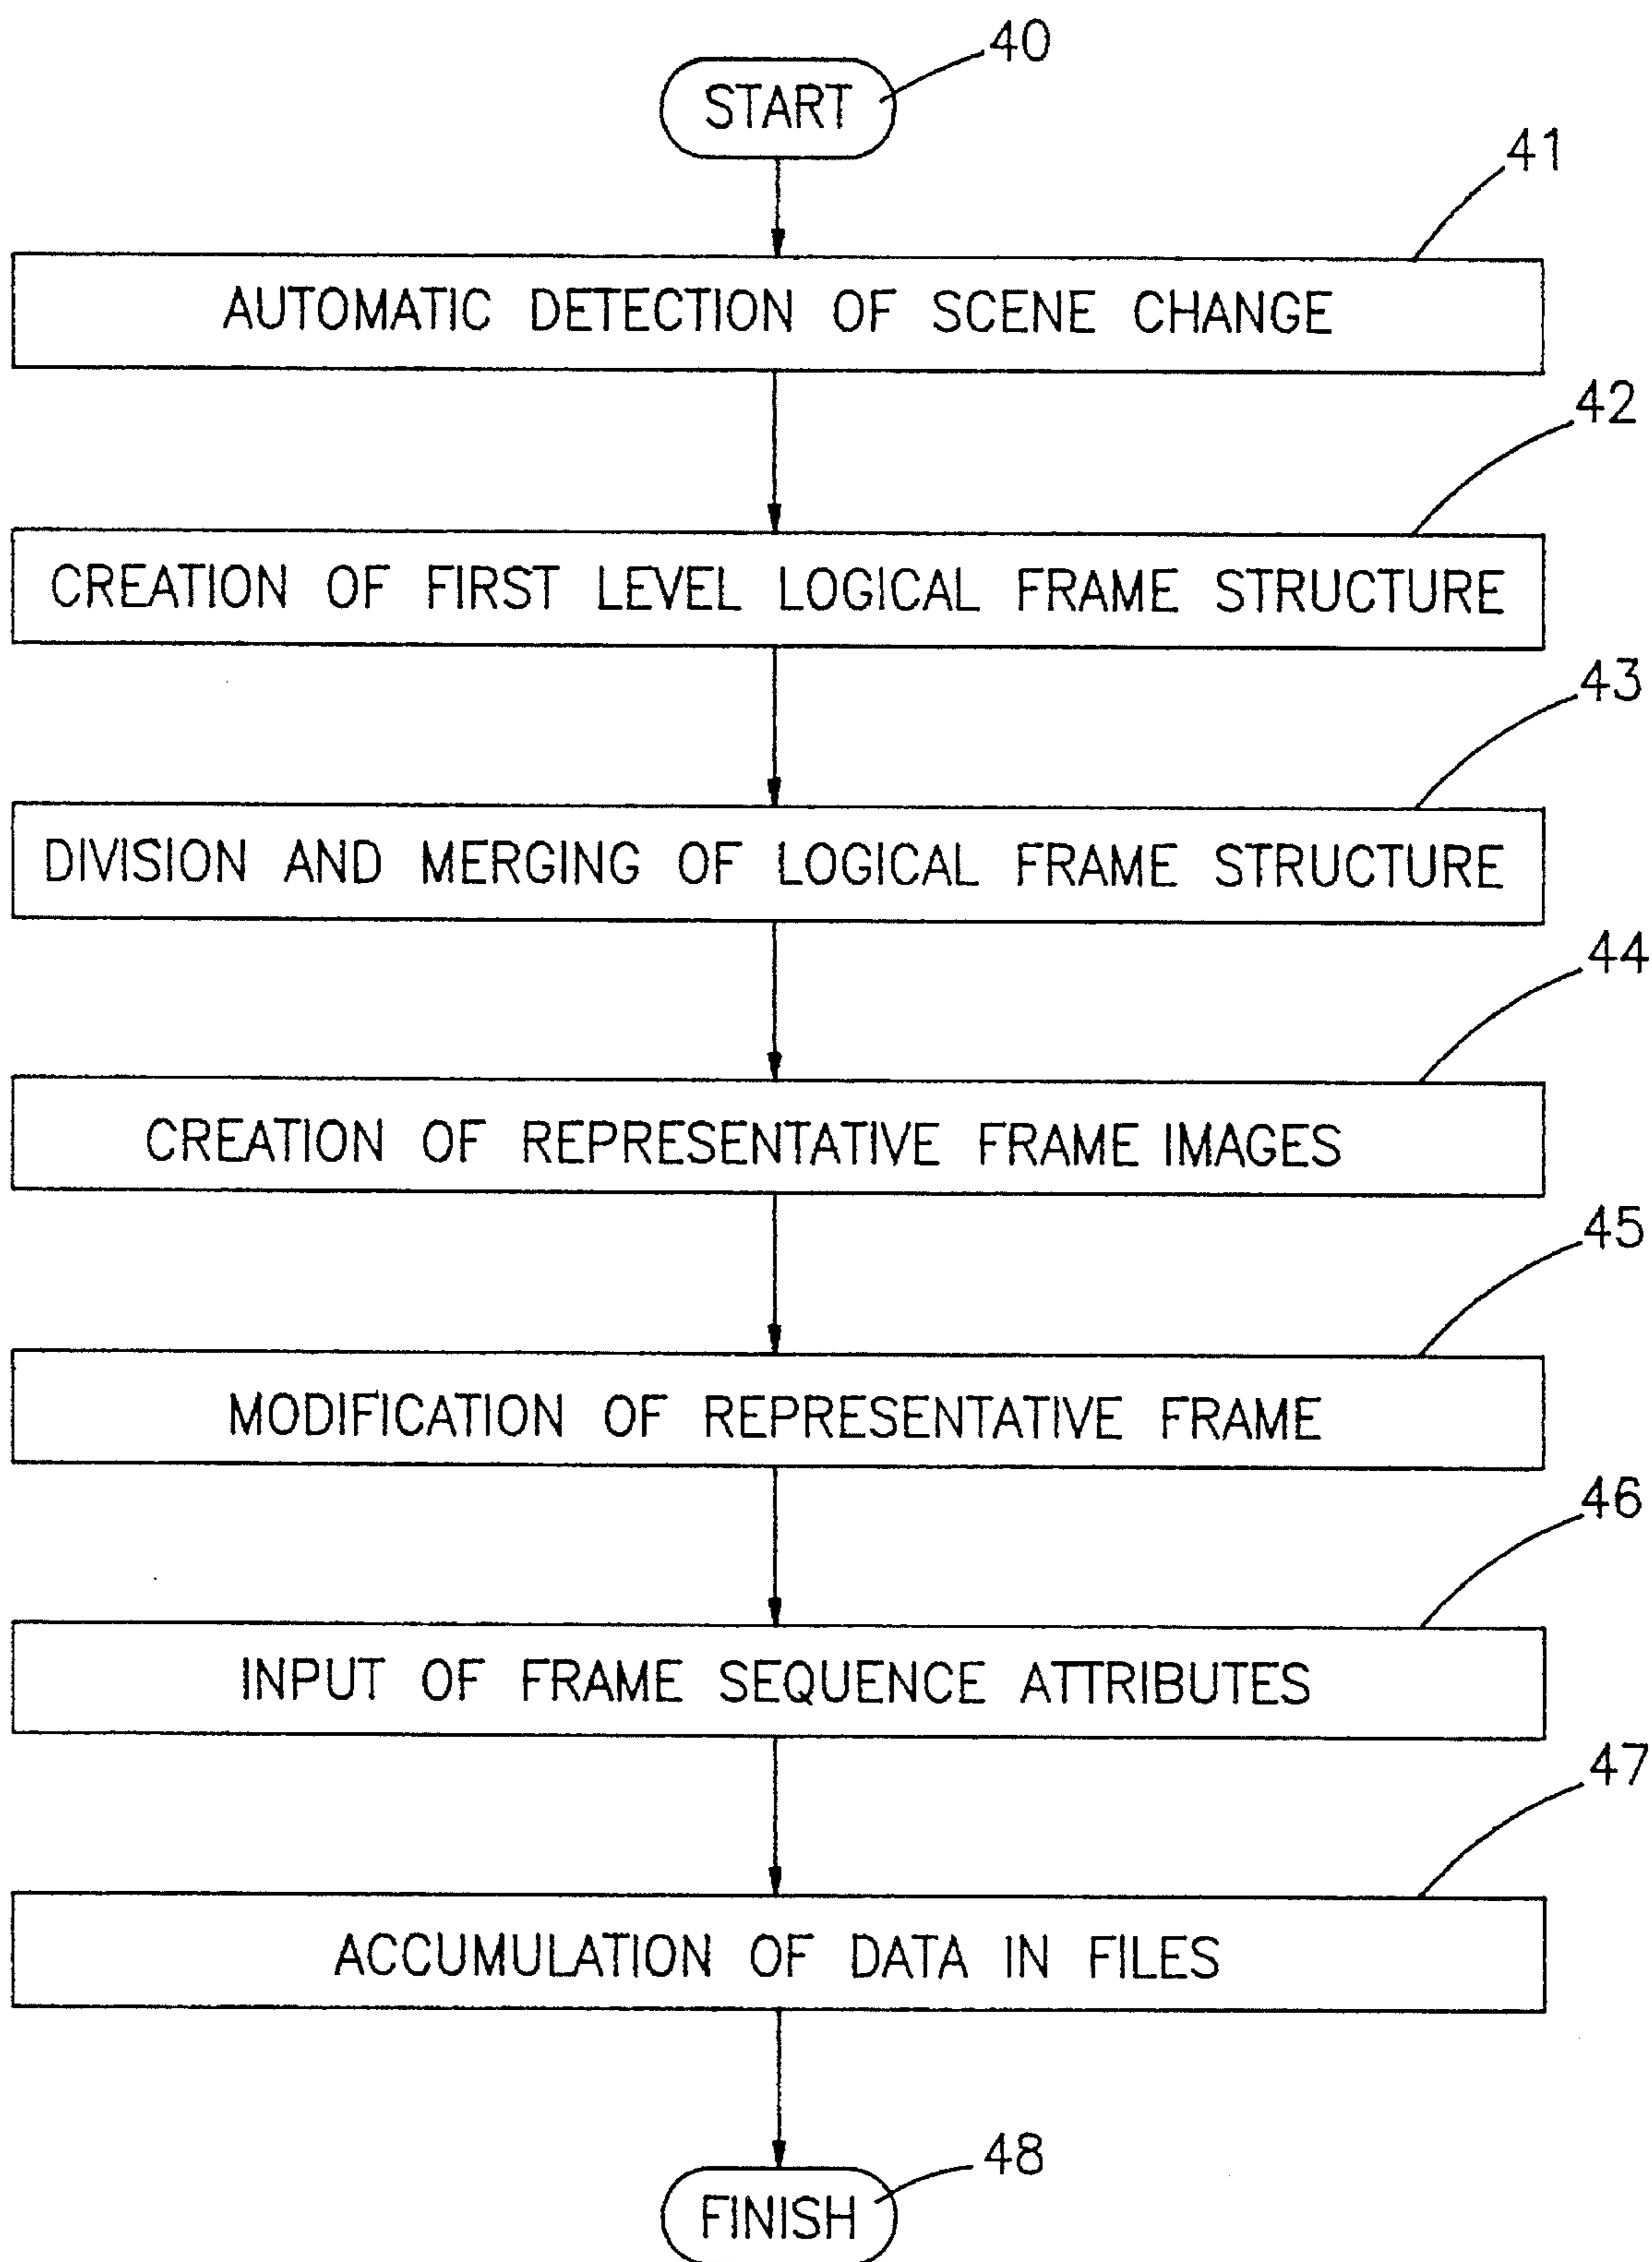 40
START
41
AUTOMATIC DETECTION OF SCENE CHANGE
42
CREATION OF FIRST LEVEL LOGICAL FRAME STRUCTURE
43
DIVISION AND MERGING OF LOGICAL FRAME STRUCTURE
44
CREATION OF REPRESENTATIVE FRAME IMAGES
45
MODIFICATION OF REPRESENTATIVE FRAME
46
INPUT OF FRAME SEQUENCE ATTRIBUTES
47
ACCUMULATION OF DATA IN FILES
48
FINISH